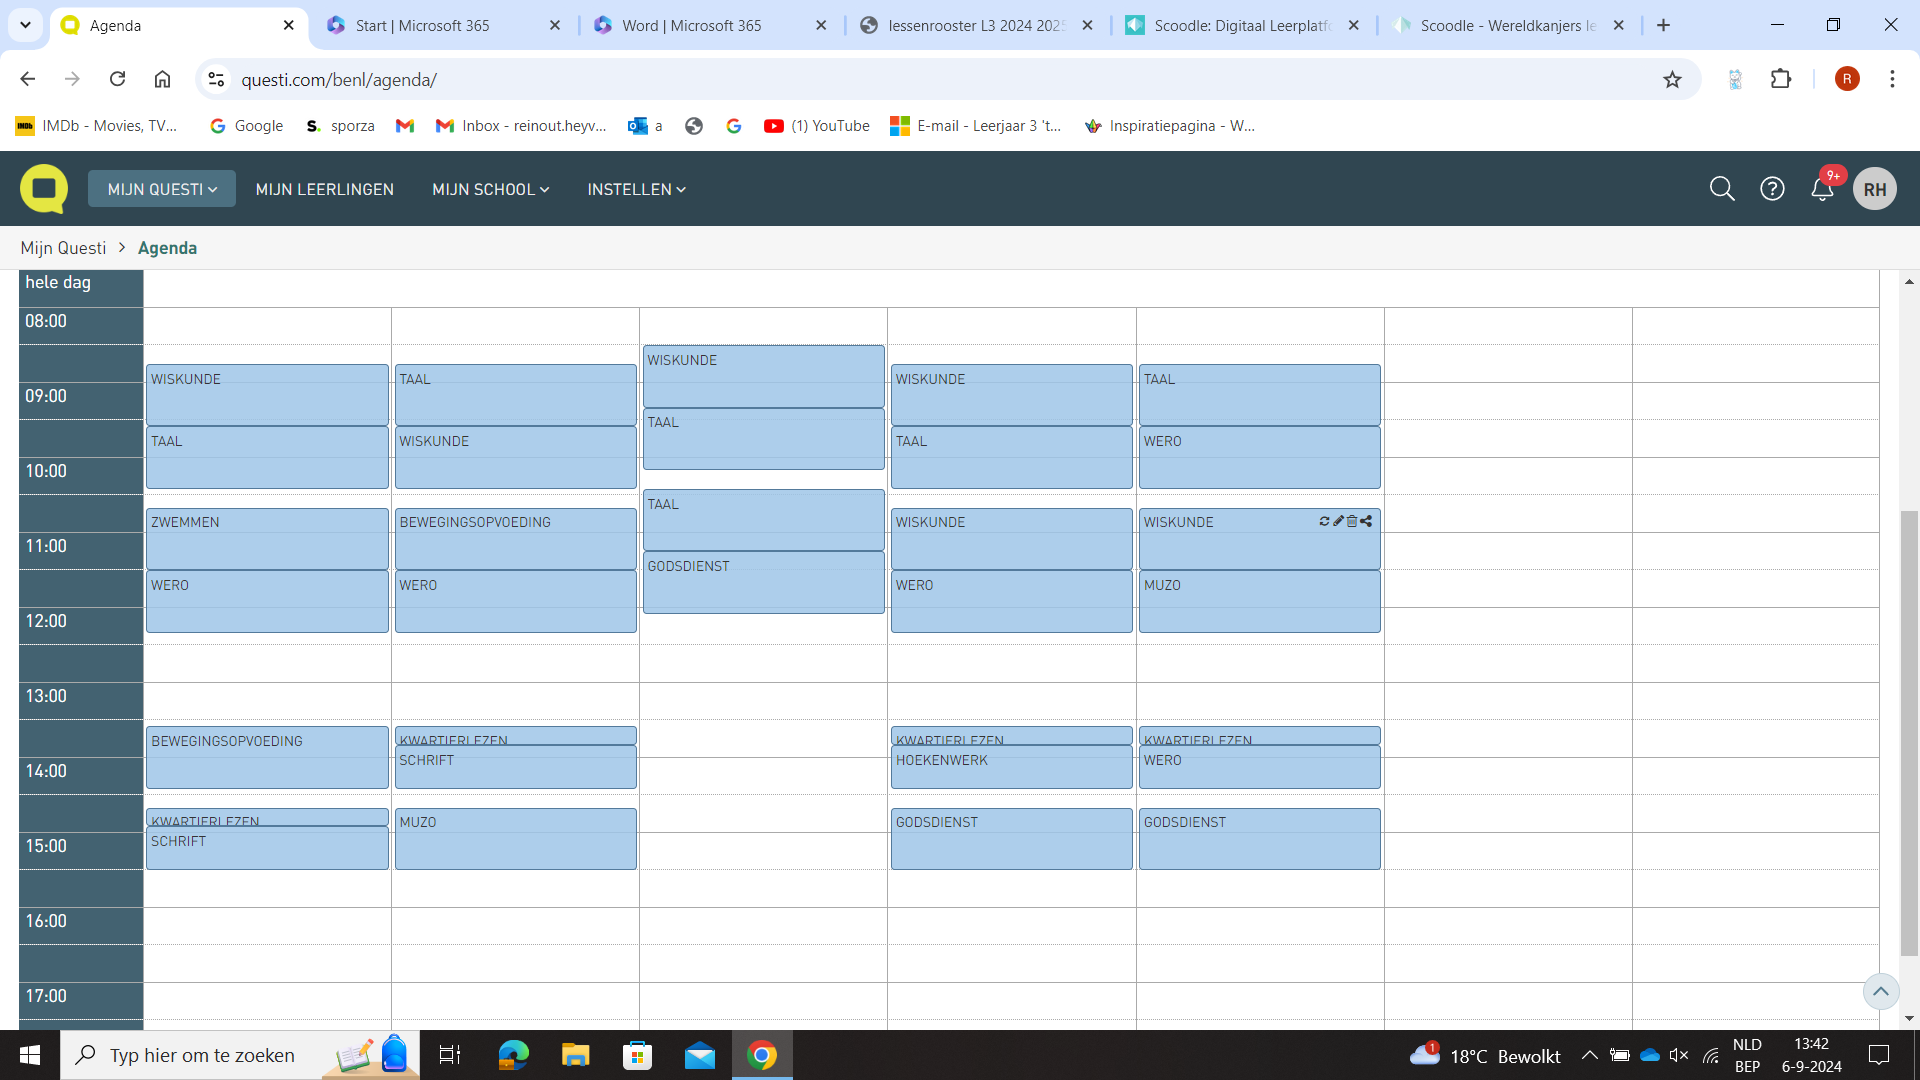 Agenda
Start | Microsoft 365
Word | Microsoft 365
lessenrooster L3 2024 2025
Scoodle: Digitaal Leerplatfo
Scoodle - Wereldkanjers le
questi.com/benl/agenda/
R
IMDb - Movies, TV...
Google
sporza
Inbox - reinout.heyv...
a
(1) YouTube
E-mail - Leerjaar 3 't...
Inspiratiepagina - W...
MIJN QUESTI
MIJN LEERLINGEN
MIJN SCHOOL
INSTELLEN
9+
RH
Mijn Questi > Agenda
hele dag
08:00
WISKUNDE
WISKUNDE
TAAL
WISKUNDE
TAAL
09:00
TAAL
TAAL
WISKUNDE
TAAL
WERO
10:00
TAAL
ZWEMMEN
BEWEGINGSOPVOEDING
WISKUNDE
WISKUNDE
11:00
GODSDIENST
WERO
WERO
WERO
MUZO
12:00
13:00
BEWEGINGSOPVOEDING
KWARTIERLEZEN
KWARTIERLEZEN
KWARTIERLEZEN
SCHRIFT
HOEKENWERK
WERO
14:00
KWARTIERLEZEN
MUZO
GODSDIENST
GODSDIENST
SCHRIFT
15:00
16:00
17:00
Typ hier om te zoeken
1
18°C Bewolkt
NLD
BEP
13:42
6-9-2024